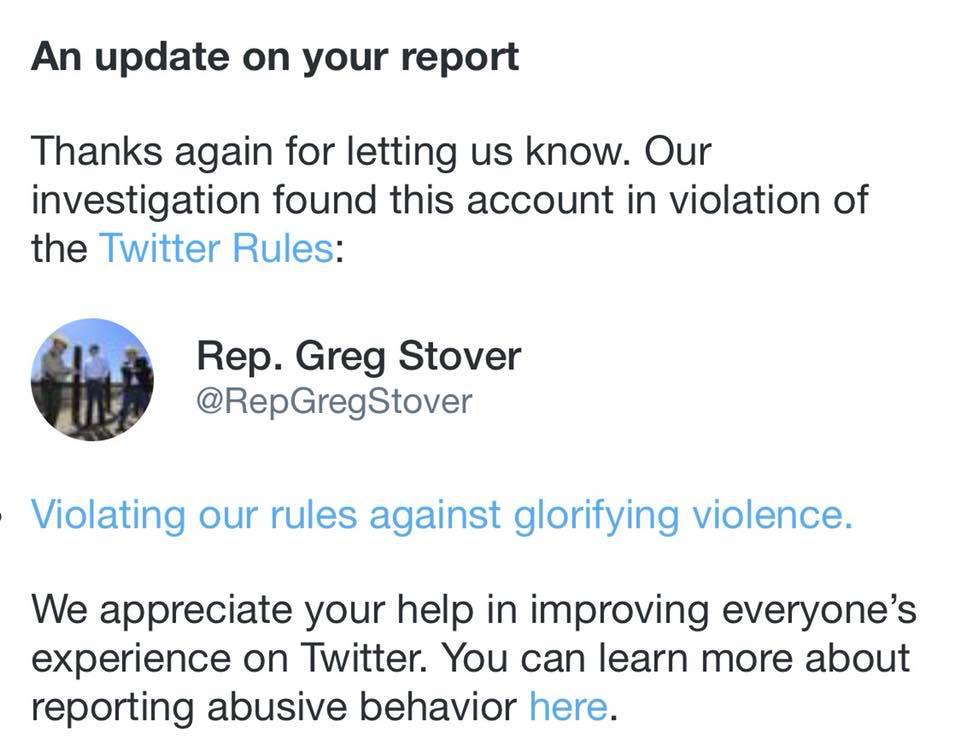 An update on your report
Thanks again for letting us know. Our
investigation found this account in violation of
the Twitter Rules:
Rep. Greg Stover
@RepGregStover
Violating our rules against glorifying violence.
We appreciate your help in improving everyone’s
experience on Twitter. You can learn more about
reporting abusive behavior here.